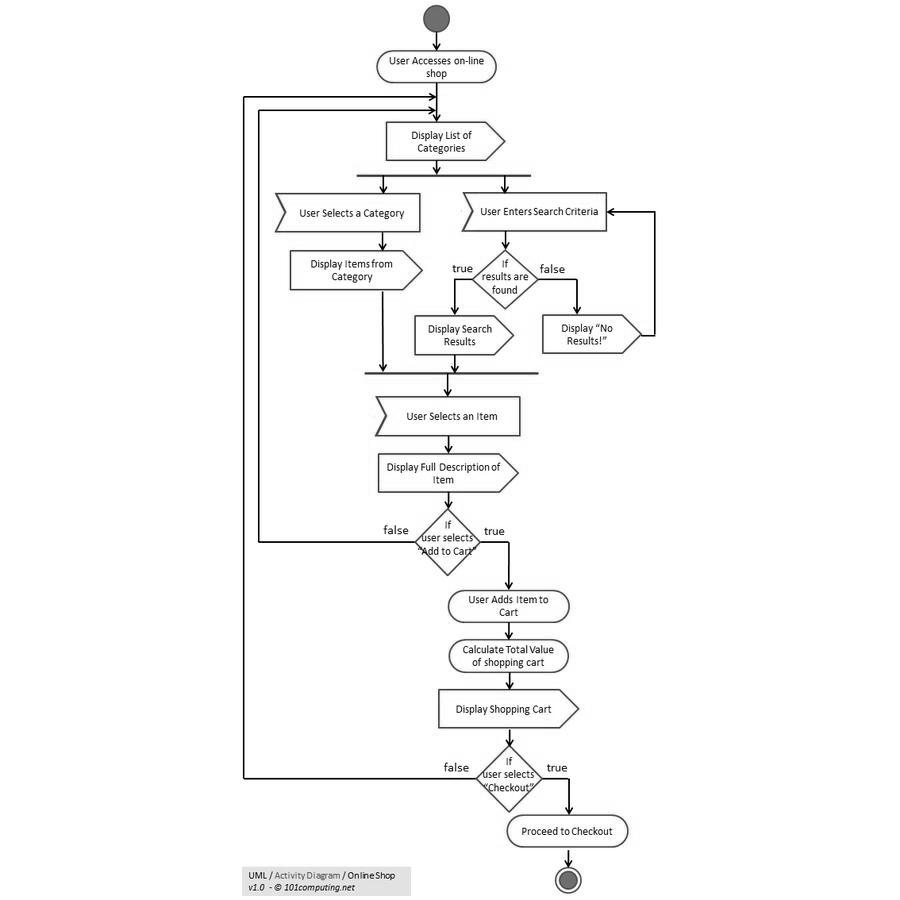 User Accesses on-line
shop
Display List of
Categories
User Selects a Category
User Enters Search Criteria
Display Items from
Category
true
If
results are
found
false
Display Search
Results
Display “No
Results!”
User Selects an Item
Display Full Description of
Item
false
If
user selects
“Add to Cart”
true
User Adds Item to
Cart
Calculate Total Value
of shopping cart
Display Shopping Cart
false
If
user selects
“Checkout”
true
Proceed to Checkout
UML / Activity Diagram / Online Shop
v1.0 - © 101computing.net